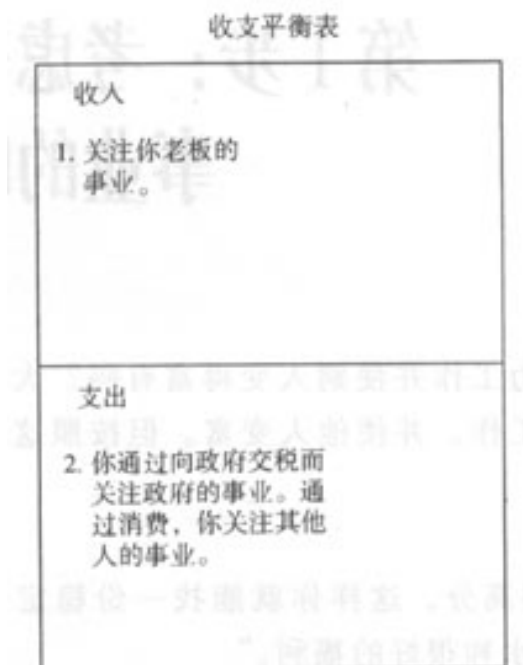 收支平衡表
收入
1. 关注你老板的
事业。
支出
2. 你通过向政府交税而
关注政府的事业。通
过消费，你关注其他
人的事业。